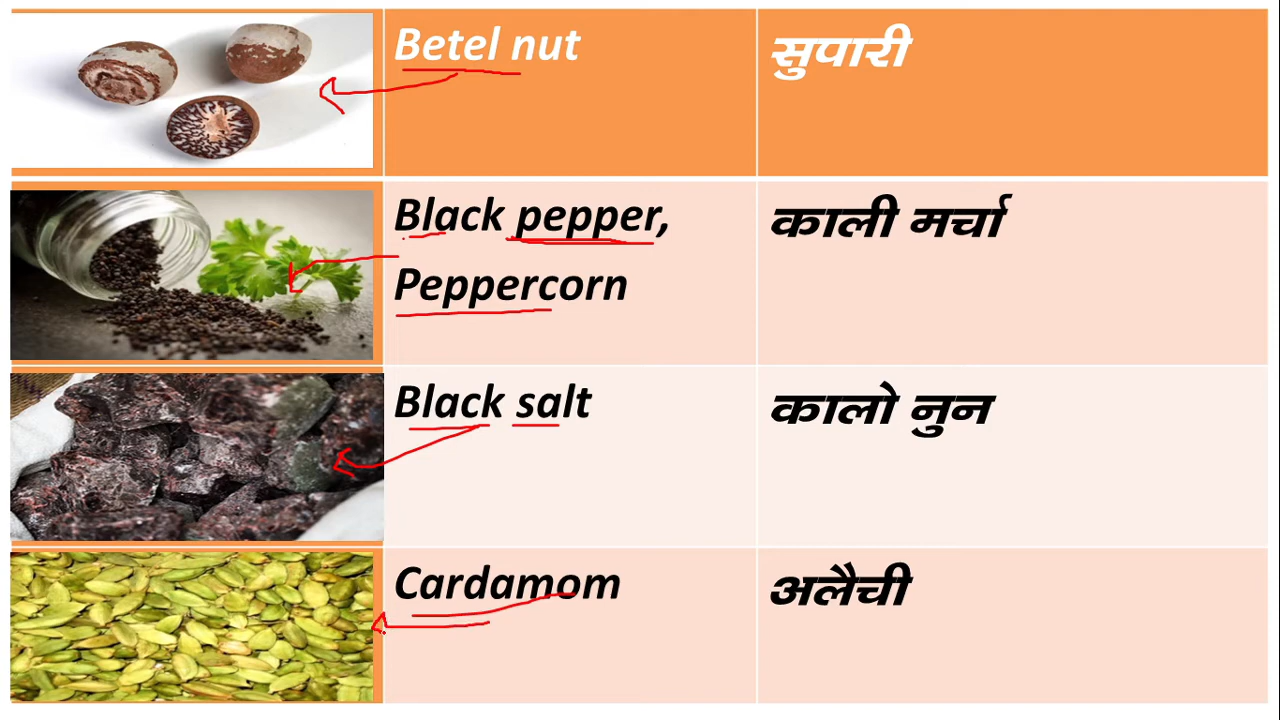 Betel nut
सुपारी
Black pepper,
Peppercorn
काली मर्चा
Black salt
कालो नुन
Cardamom
अलैची